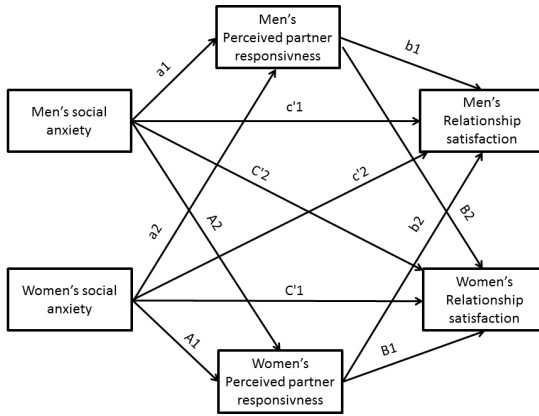 Men's
Perceived partner
responsivness
a1
b1
Men's social
anxiety
c'1
Men's
Relationship
satisfaction
C'2
c'2
a2
A2
b2
B2
Women's social
anxiety
C'1
Women's
Relationship
satisfaction
A1
B1
Women's
Perceived partner
responsivness